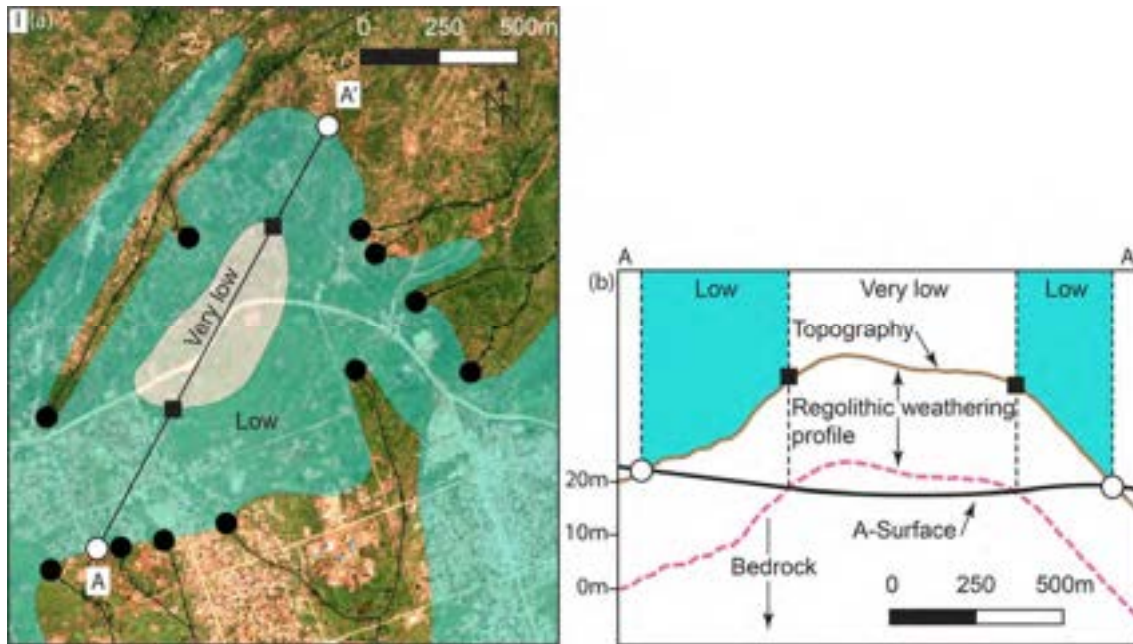 I (a)
0 250 500m
A'
N
Very low
Low
A
A A
(b) Low Very low Low
Topography
Regolithic weathering
profile
20m
A-Surface
10m
Bedrock
0 250 500m
0m